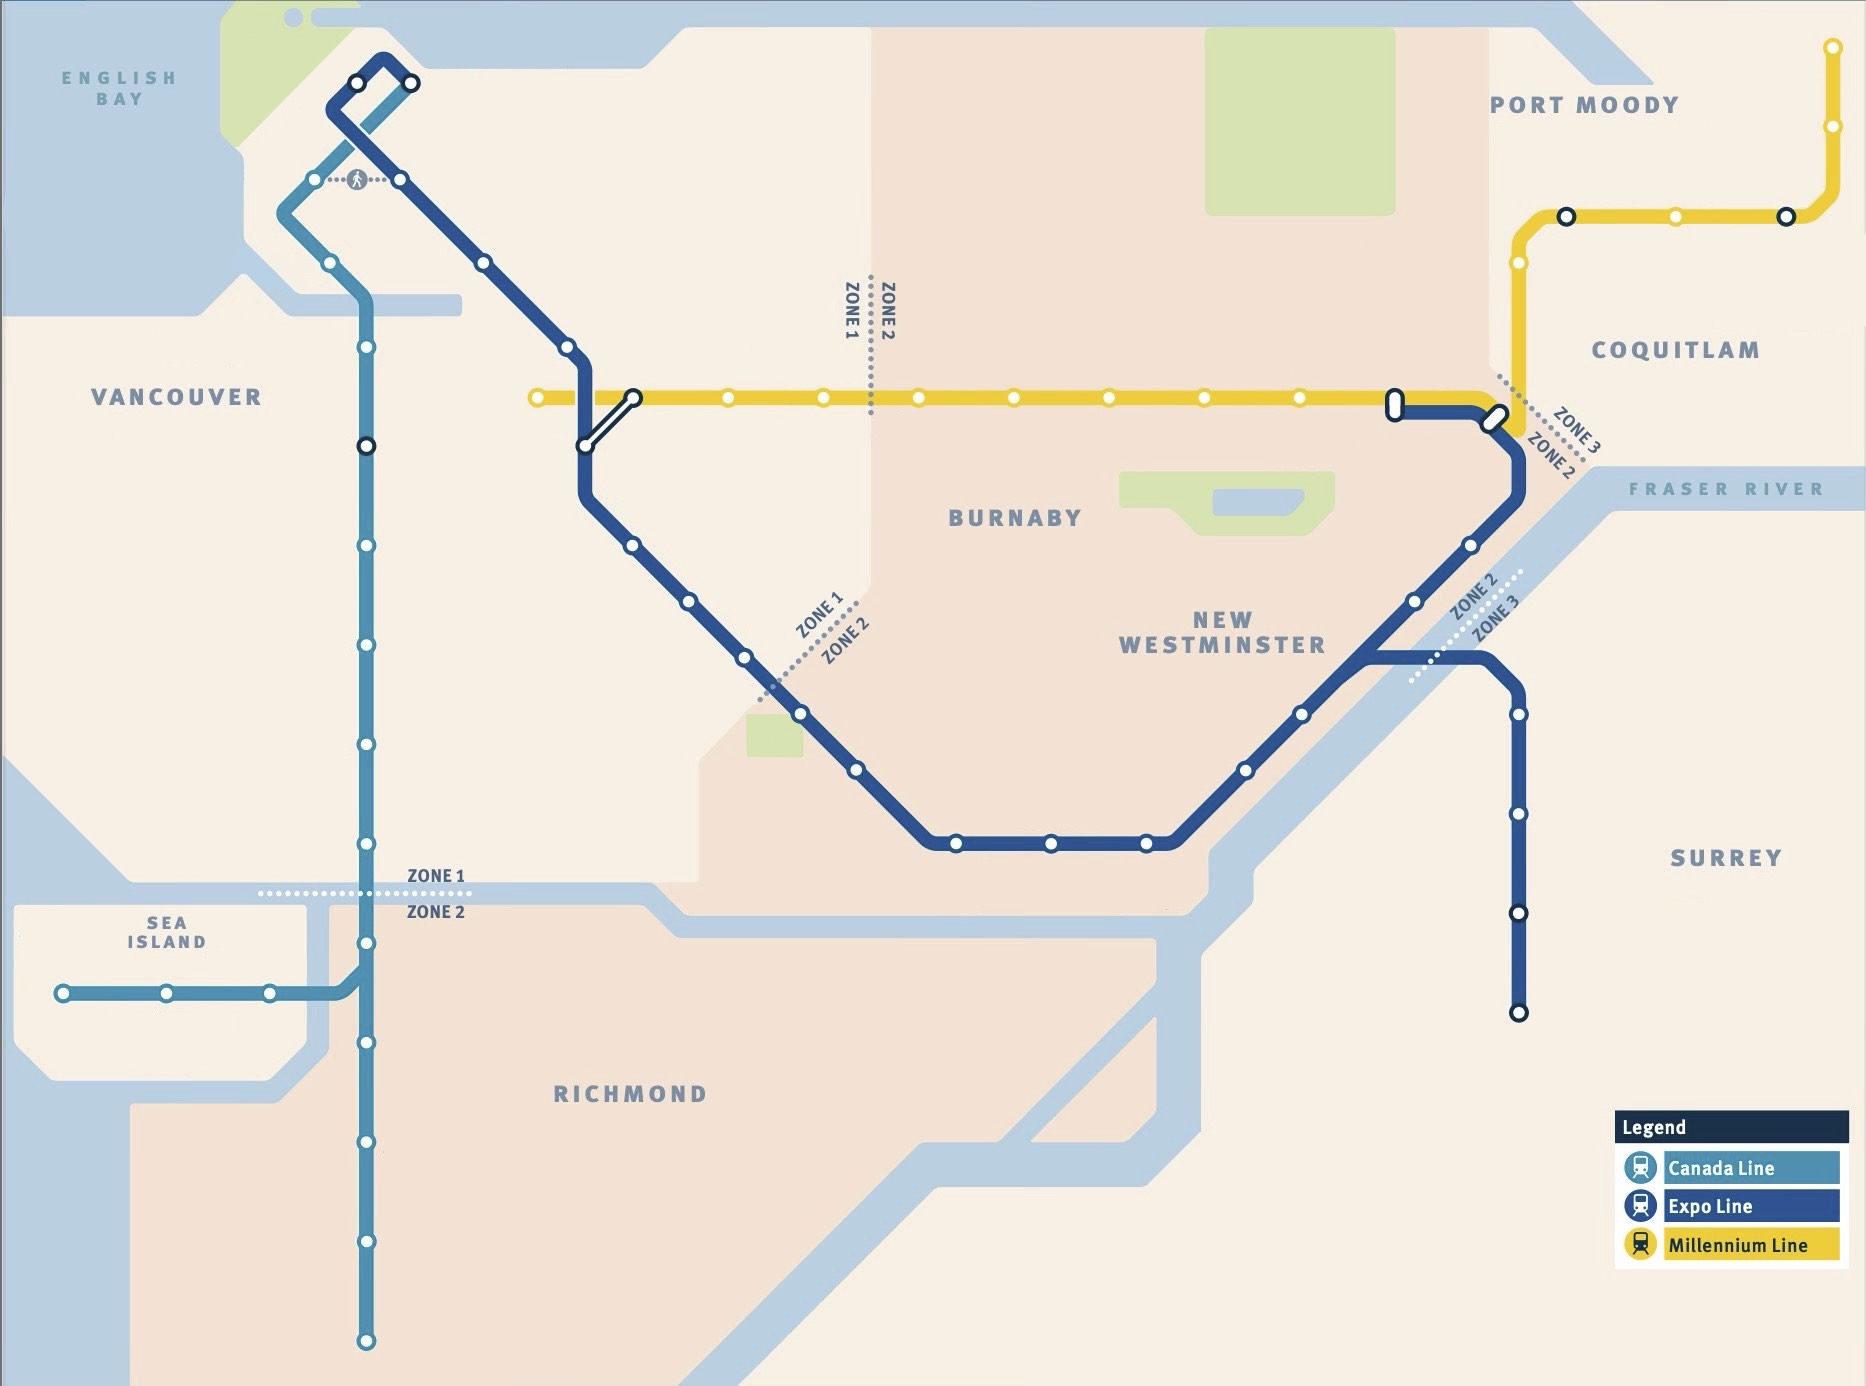 ENGLISH
BAY
PORT MOODY
ZONE 1
ZONE 2
COQUITLAM
VANCOUVER
ZONE 3
ZONE 2
FRASER RIVER
BURNABY
ZONE 1
ZONE 2
ZONE 2
ZONE 3
NEW
WESTMINSTER
SURREY
ZONE 1
ZONE 2
SEA
ISLAND
RICHMOND
Legend
Canada Line
Expo Line
Millennium Line